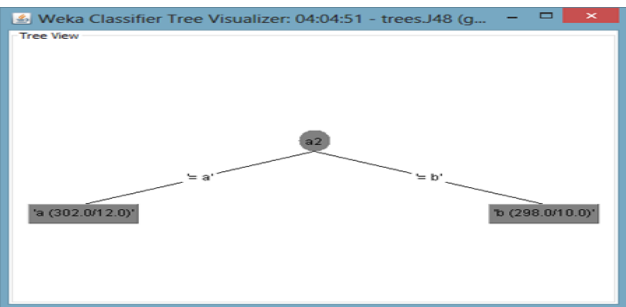 Weka Classifier Tree Visualizer: 04:04:51 - trees.J48 (g...
Tree View
a2
'= a'
'= b'
'a (302.0/12.0)'
'b (298.0/10.0)'